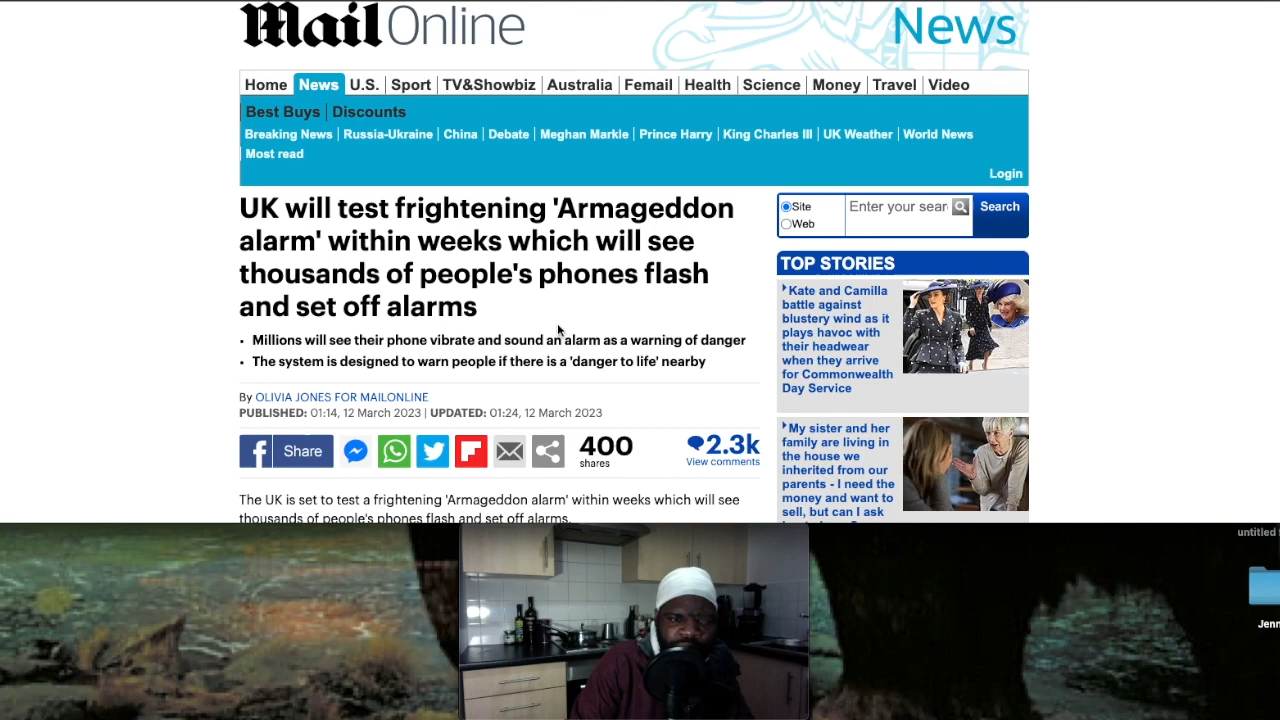 Mail Online
News
Home News U.S. Sport TV&Showbiz Australia Femail Health Science Money Travel Video
Best Buys Discounts
Breaking News Russia-Ukraine China Debate Meghan Markle Prince Harry King Charles III UK Weather World News
Most read
Login
UK will test frightening 'Armageddon
alarm' within weeks which will see
thousands of people's phones flash
and set off alarms
• Millions will see their phone vibrate and sound an alarm as a warning of danger
• The system is designed to warn people if there is a 'danger to life' nearby
By OLIVIA JONES FOR MAILONLINE
PUBLISHED: 01:14, 12 March 2023 | UPDATED: 01:24, 12 March 2023
Share
400
shares
2.3k
View comments
The UK is set to test a frightening 'Armageddon alarm' within weeks which will see
thousands of people's phones flash and set off alarms.
Site
Web
Enter your sear
Search
TOP STORIES
Kate and Camilla
battle against
blustery wind as it
plays havoc with
their headwear
when they arrive
for Commonwealth
Day Service
My sister and her
family are living in
the house we
inherited from our
parents - I need the
money and want to
sell, but can I ask
untitled
Jenn